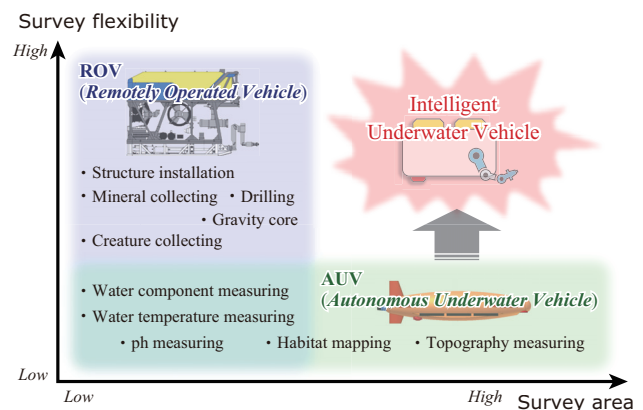 Survey flexibility
High
ROV
(Remotely Operated Vehicle)
・Structure installation
・Mineral collecting ・Drilling
・Gravity core
・Creature collecting
Intelligent
Underwater Vehicle
AUV
(Autonomous Underwater Vehicle)
・Water component measuring
・Water temperature measuring
・ph measuring ・Habitat mapping ・Topography measuring
Low
Low High Survey area